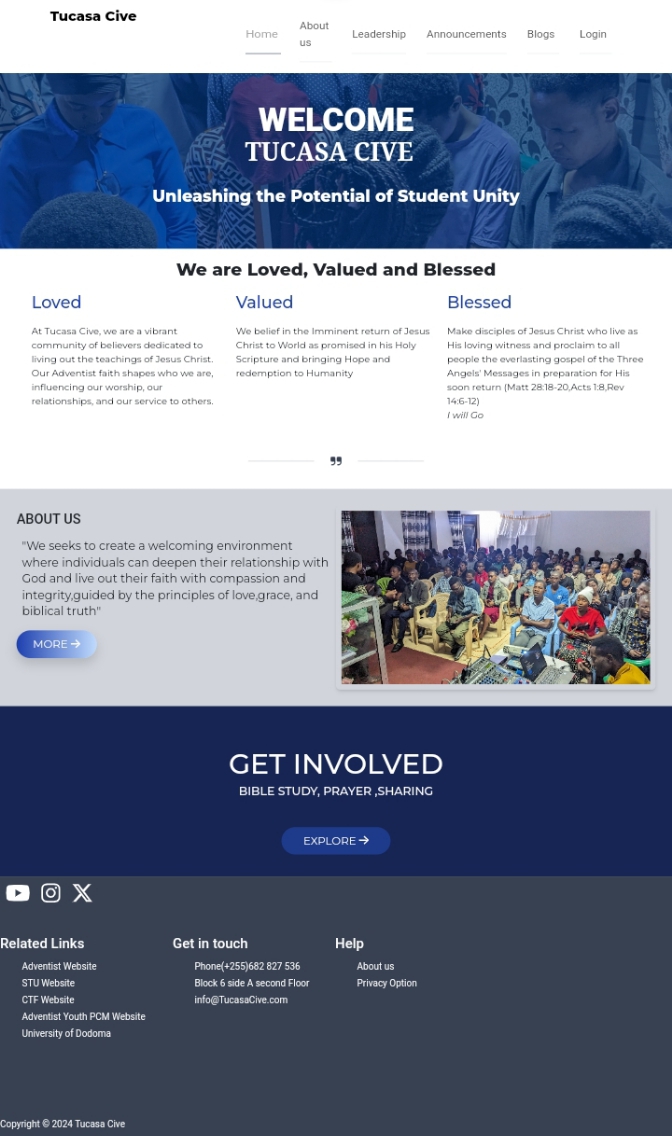 Tucasa Cive
Home
About
us
Leadership
Announcements
Blogs
Login
WELCOME
TUCASA CIVE
Unleashing the Potential of Student Unity
We are Loved, Valued and Blessed
Loved
At Tucasa Cive, we are a vibrant
community of believers dedicated to
living out the teachings of Jesus Christ.
Our Adventist faith shapes who we are,
influencing our worship, our
relationships, and our service to others.
Valued
We belief in the Imminent return of Jesus
Christ to World as promised in his Holy
Scripture and bringing Hope and
redemption to Humanity
Blessed
Make disciples of Jesus Christ who live as
His loving witness and proclaim to all
people the everlasting gospel of the Three
Angels' Messages in preparation for His
soon return (Matt 28:18-20,Acts 1:8,Rev
14:6-12)
I will Go
ABOUT US
"We seeks to create a welcoming environment
where individuals can deepen their relationship with
God and live out their faith with compassion and
integrity,guided by the principles of love,grace, and
biblical truth"
MORE →
GET INVOLVED
BIBLE STUDY, PRAYER ,SHARING
EXPLORE →
Related Links
Adventist Website
STU Website
CTF Website
Adventist Youth PCM Website
University of Dodoma
Get in touch
Phone(+255)682 827 536
Block 6 side A second Floor
info@TucasaCive.com
Help
About us
Privacy Option
Copyright © 2024 Tucasa Cive